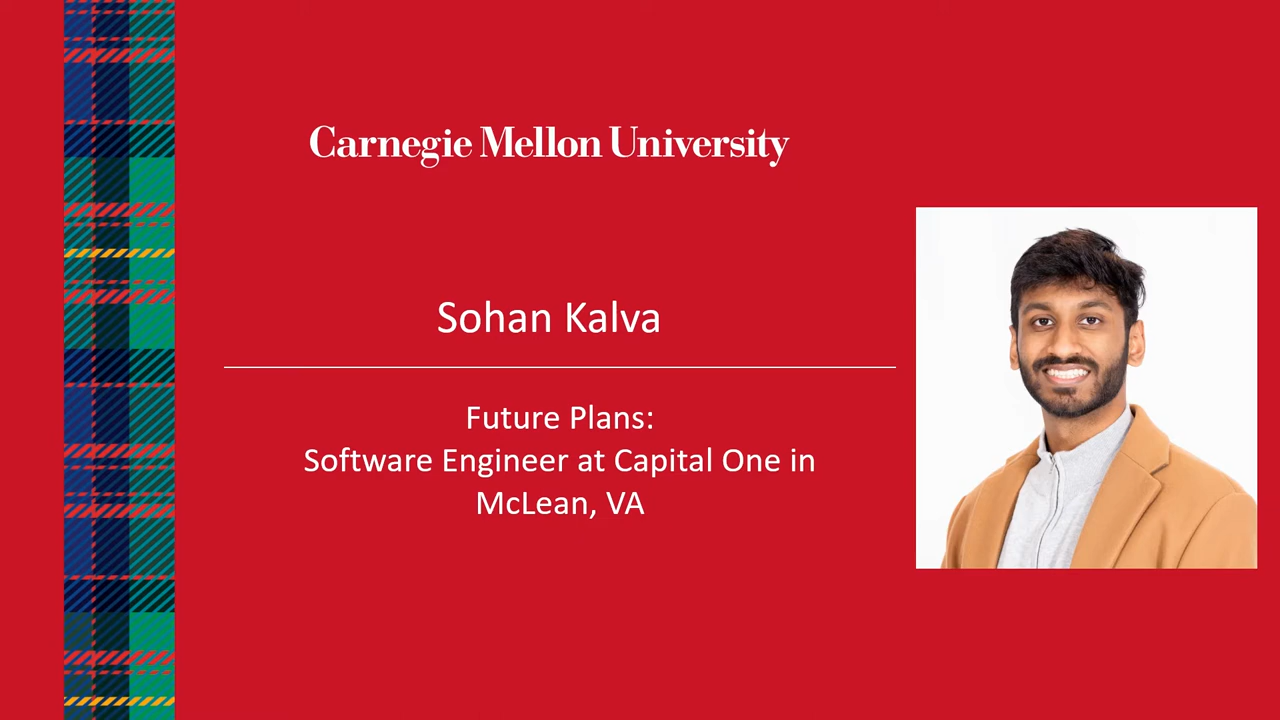 Carnegie Mellon University
Sohan Kalva
Future Plans:
Software Engineer at Capital One in
McLean, VA